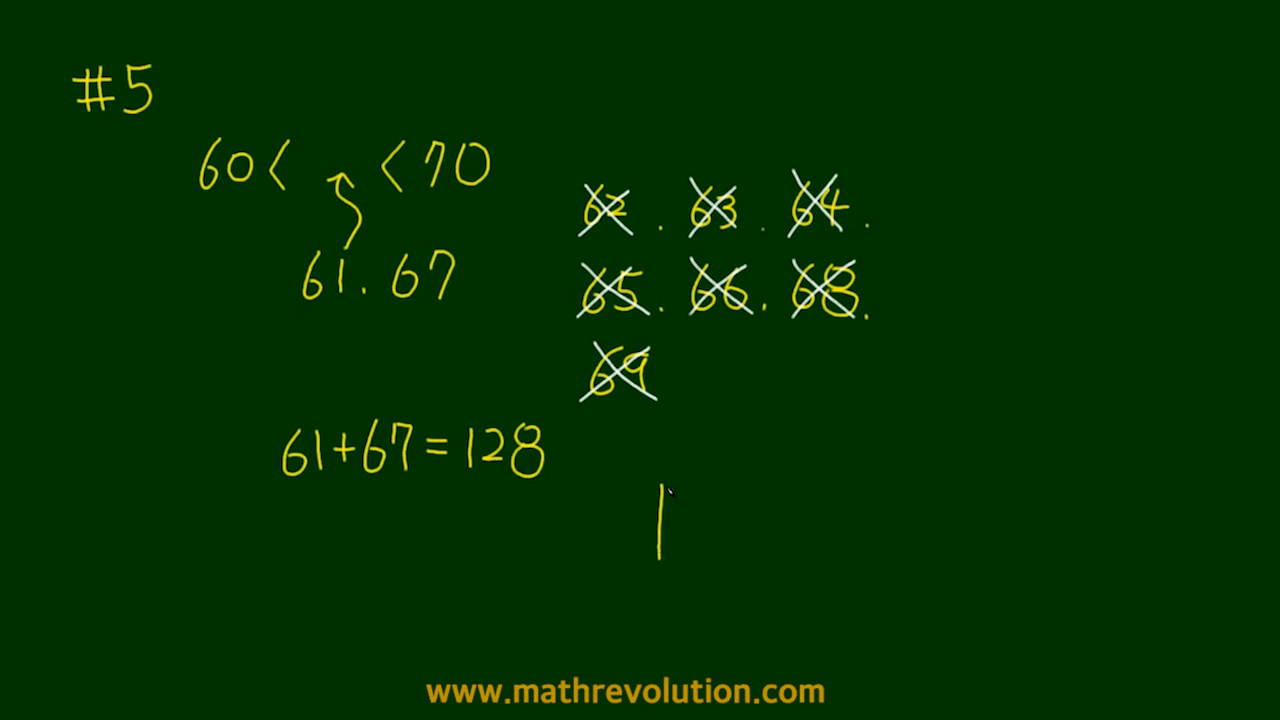 #5
60< <70
62 . 63 . 64 .
61 . 67
65 . 66 . 68 .
69
61+67=128
www.mathrevolution.com